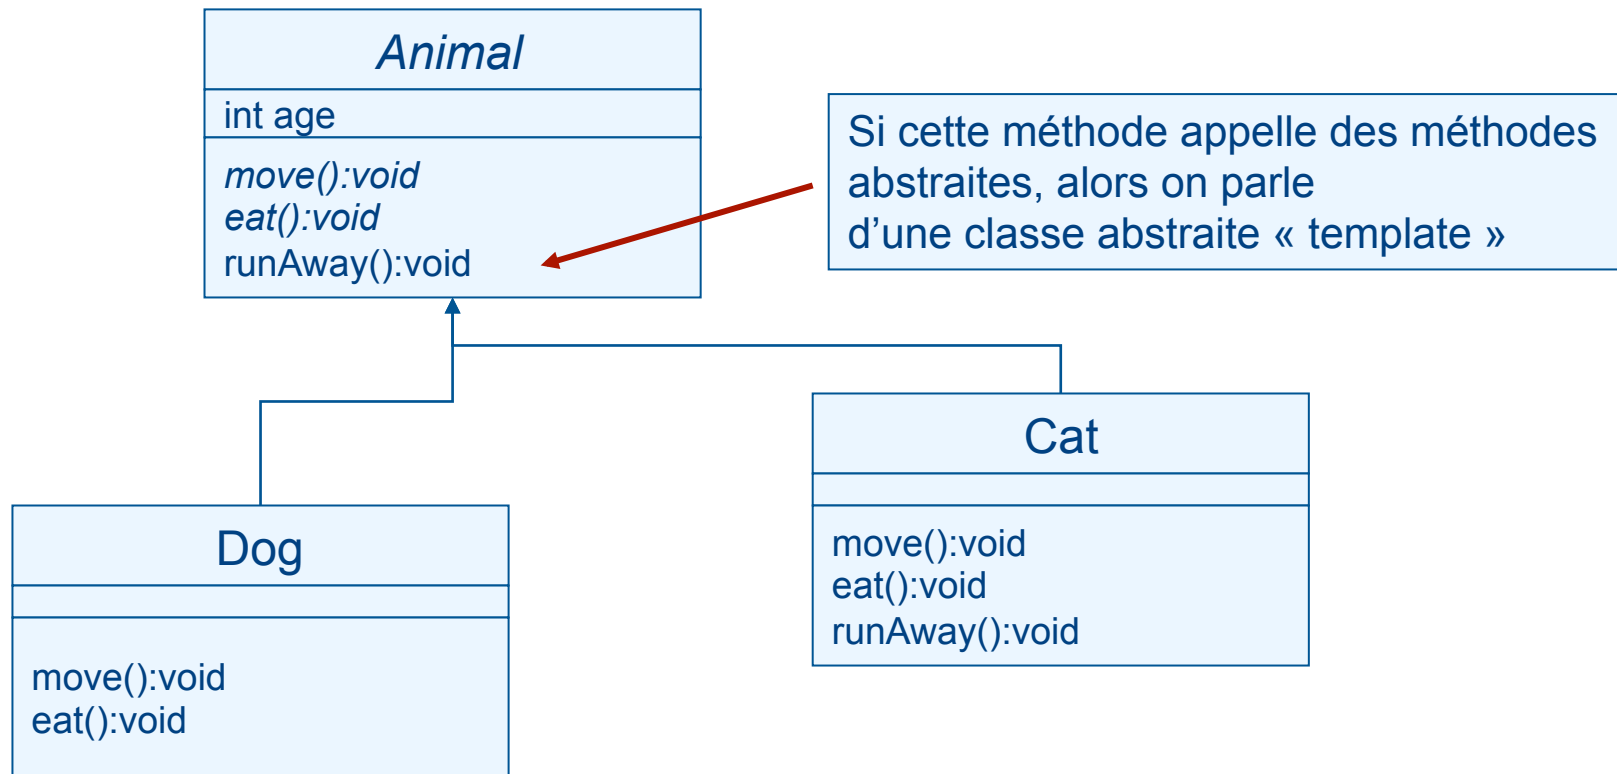 Animal
int age
move():void
eat():void
runAway():void
Si cette méthode appelle des méthodes
abstraites, alors on parle
d’une classe abstraite « template »
Cat
move():void
eat():void
runAway():void
Dog
move():void
eat():void